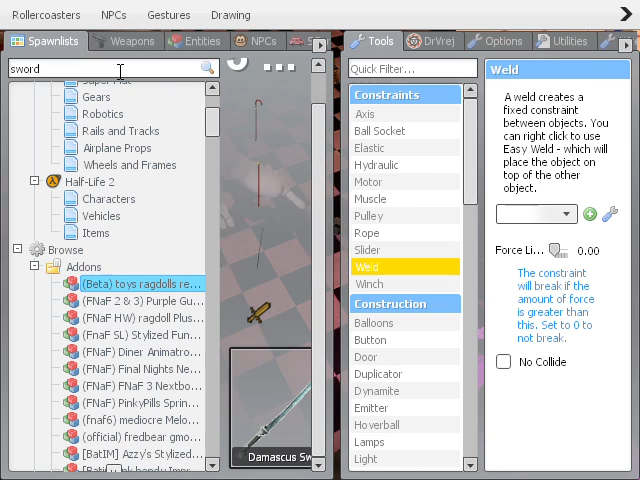 Rollercoasters NPCs Gestures Drawing
Spawnlists Weapons Entities NPCs
Tools DrVrej Options Utilities
sword
Gears
Robotics
Rails and Tracks
Airplane Props
Wheels and Frames
Half-Life 2
Characters
Vehicles
Items
Browse
Addons
(Beta) toys ragdolls re...
(FNaF 2 & 3) Purple Gu...
(FNaF HW) ragdoll Plus...
(FnaF SL) Stylized Fun...
(FNaF) Diner Animatro...
(FNaF) Final Nights Ne...
(FNaF) FNAF 3 Nextbo...
(FNaF) PinkyPills Sprin...
(fnaf6) mediocre Melo...
(official) fredbear gmo...
[BatIM] Azzy's Stylized...
Damascus Sw
Quick Filter...
Constraints
Axis
Ball Socket
Elastic
Hydraulic
Motor
Muscle
Pulley
Rope
Slider
Weld
Winch
Construction
Balloons
Button
Door
Duplicator
Dynamite
Emitter
Hoverball
Lamps
Light
Weld
A weld creates a
fixed constraint
between objects. You
can right click to use
Easy Weld - which will
place the object on
top of the other
object.
Force Li... 0.00
The constraint
will break if the
amount of force
is greater than
this. Set to 0 to
not break.
No Collide